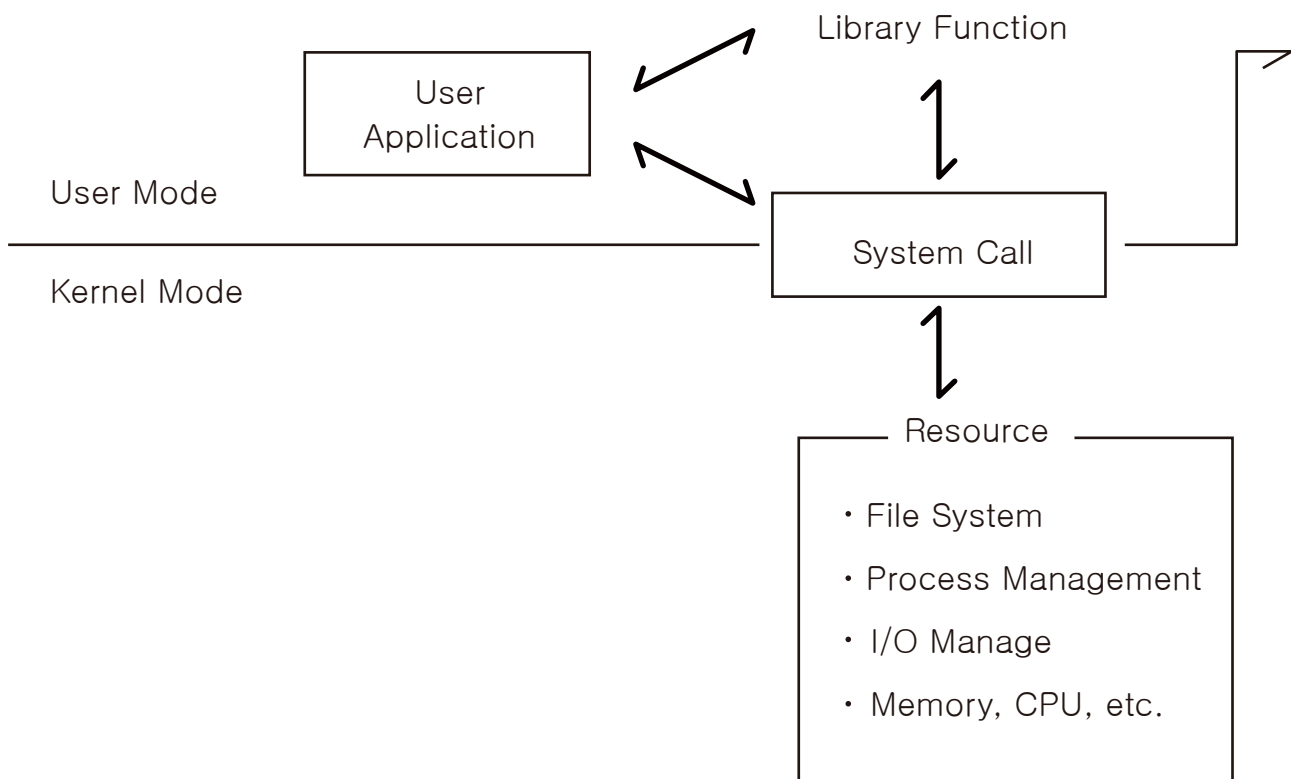 Library Function
User
Application
User Mode
System Call
Kernel Mode
Resource
· File System
· Process Management
· I/O Manage
· Memory, CPU, etc.